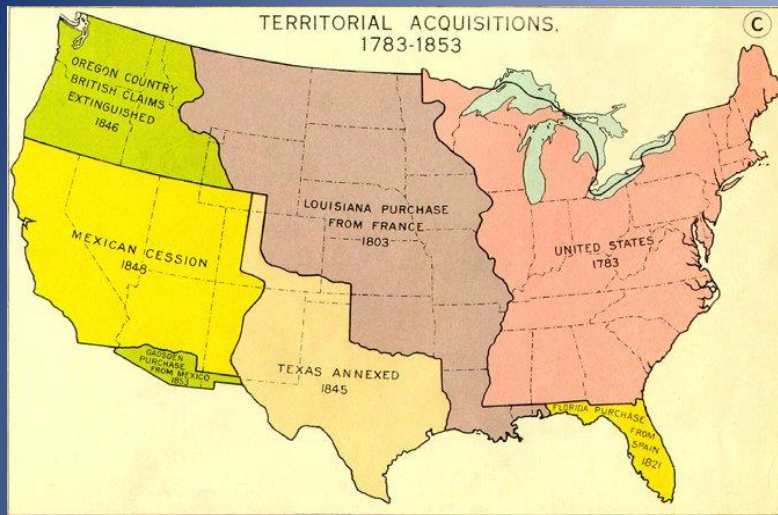 TERRITORIAL ACQUISITIONS,
1783-1853
C
OREGON COUNTRY
BRITISH CLAIMS
EXTINGUISHED
1846
LOUISIANA PURCHASE
FROM FRANCE
1803
UNITED STATES
1783
MEXICAN CESSION
1848
GADSDEN
PURCHASE
FROM MEXICO
1853
TEXAS ANNEXED
1845
FLORIDA PURCHASE
FROM
SPAIN
1821